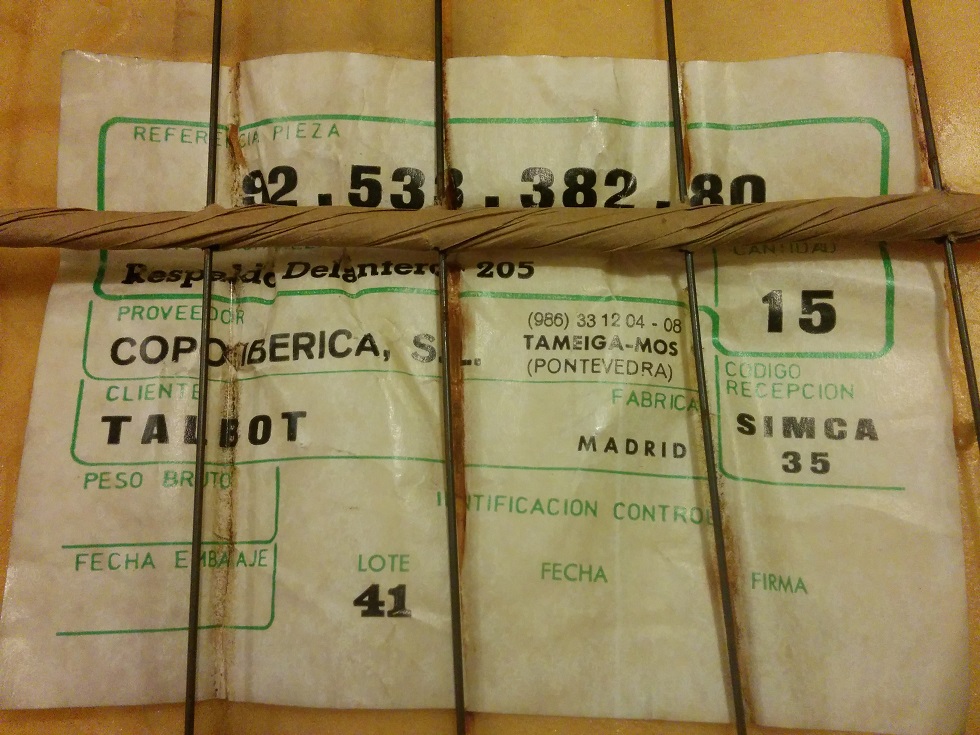 REFERENCIA PIEZA
92.533.382.80
Respaldo Delantero 205
CANTIDAD
15
PROVEEDOR
COPO IBERICA, S.L.
(986) 33 12 04 - 08
TAMEIGA-MOS
(PONTEVEDRA)
CODIGO
RECEPCION
SIMCA
35
CLIENTE
TALBOT
FABRICA
MADRID
PESO BRUTO
IDENTIFICACION CONTROL
FECHA EMBALAJE
LOTE
41
FECHA
FIRMA